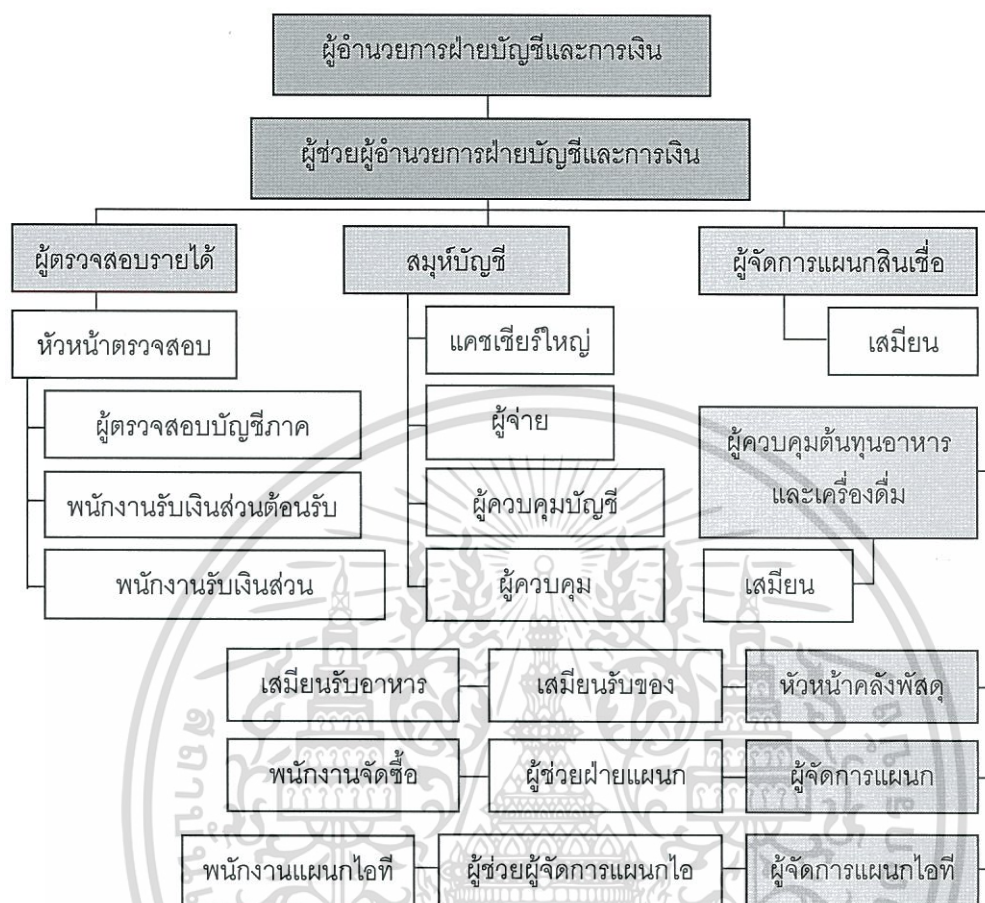 ผู้อำนวยการฝ่ายบัญชีและการเงิน
ผู้ช่วยผู้อำนวยการฝ่ายบัญชีและการเงิน
ผู้ตรวจสอบรายได้
สมุห์บัญชี
ผู้จัดการแผนกสินเชื่อ
หัวหน้าตรวจสอบ
แคชเชียร์ใหญ่
เสมียน
ผู้ตรวจสอบบัญชีภาค
ผู้จ่าย
ผู้ควบคุมต้นทุนอาหาร
และเครื่องดื่ม
พนักงานรับเงินส่วนต้อนรับ
ผู้ควบคุมบัญชี
พนักงานรับเงินส่วน
ผู้ควบคุม
เสมียน
เสมียนรับอาหาร
เสมียนรับของ
หัวหน้าคลังพัสดุ
พนักงานจัดซื้อ
ผู้ช่วยฝ่ายแผนก
ผู้จัดการแผนก
พนักงานแผนกไอที
ผู้ช่วยผู้จัดการแผนกไอ
ผู้จัดการแผนกไอที